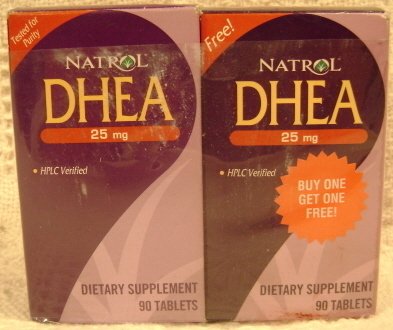 Tested for
Purity
NATROL
DHEA
25 mg
• HPLC Verified
DIETARY SUPPLEMENT
90 TABLETS
Free!
NATROL
DHEA
25 mg
• HPLC Verified
BUY ONE
GET ONE
FREE!
DIETARY SUPPLEMENT
90 TABLETS